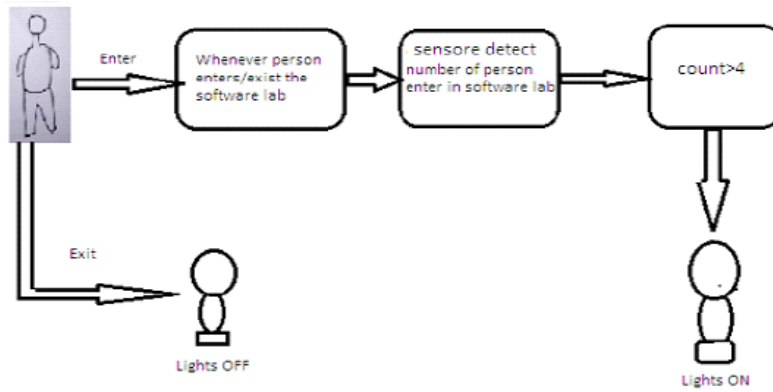 Enter
Whenever person
enters/exist the
software lab
sensore detect
number of person
enter in software lab
count>4
Exit
Lights OFF
Lights ON